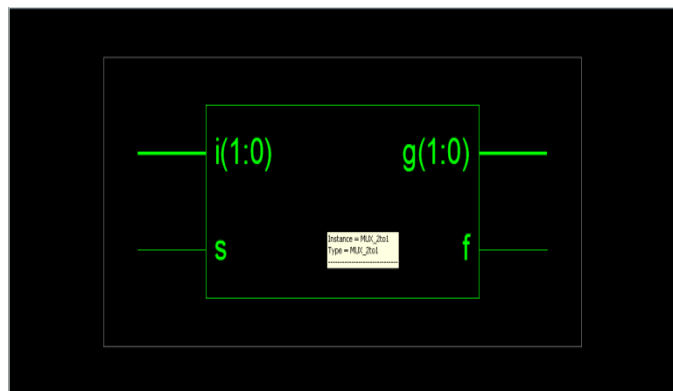 i(1:0)
g(1:0)
s
Instance = MUX_2to1
Type = MUX_2to1
f